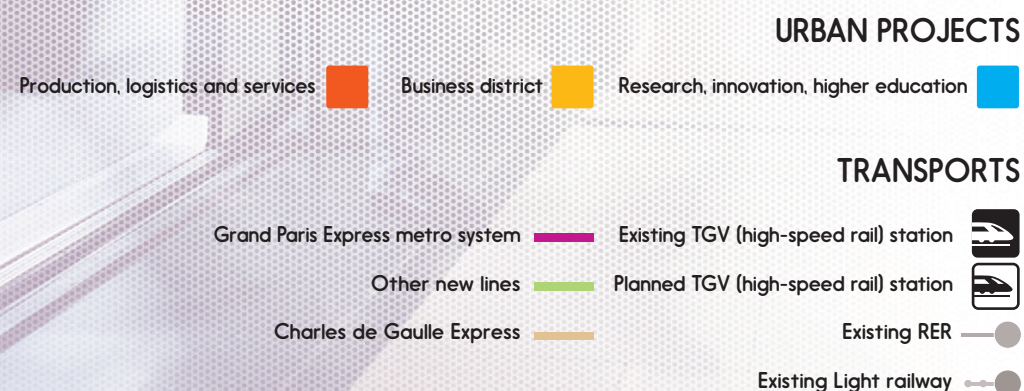 URBAN PROJECTS
Production, logistics and services
Business district
Research, innovation, higher education
TRANSPORTS
Grand Paris Express metro system
Existing TGV (high-speed rail) station
Other new lines
Planned TGV (high-speed rail) station
Charles de Gaulle Express
Existing RER
Existing Light railway